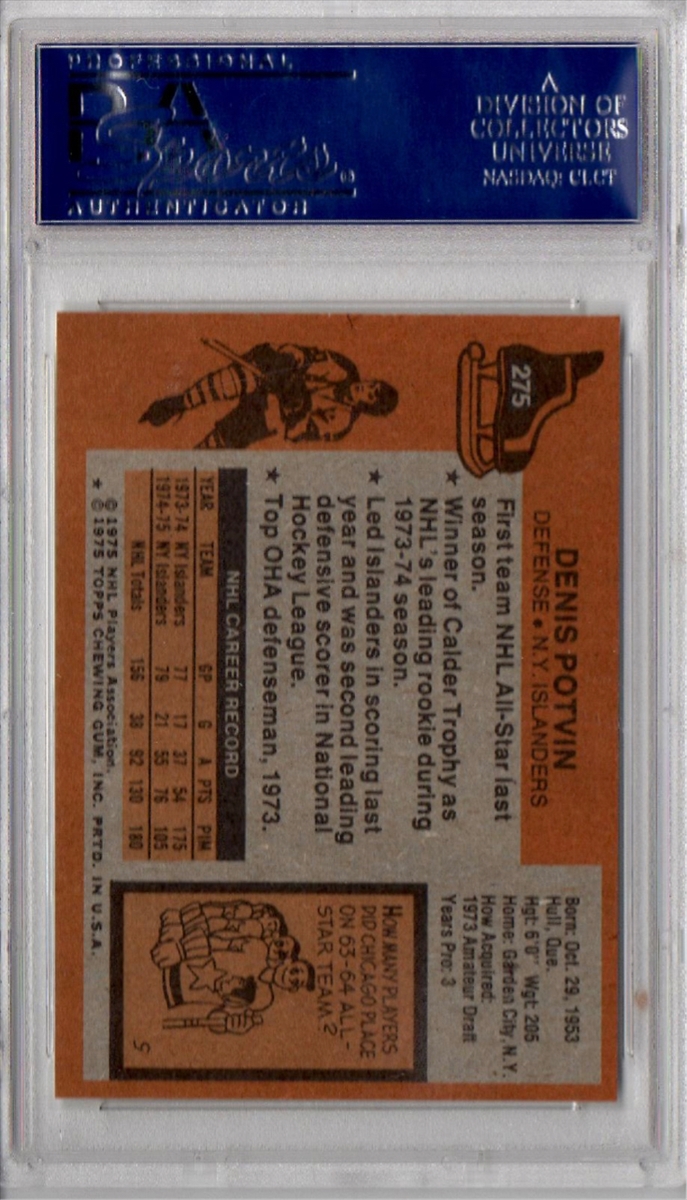 PROFESSIONAL
PSA
Sports
AUTHENTICATOR
A
DIVISION OF
COLLECTORS
UNIVERSE
NASDAQ: CLCT
275
DENIS POTVIN
DEFENSE • N.Y. ISLANDERS
First team NHL All-Star last
season.
★ Winner of Calder Trophy as
NHL's leading rookie during
1973-74 season.
★ Led Islanders in scoring last
year and was second leading
defensive scorer in National
Hockey League.
★ Top OHA defenseman, 1973.
NHL CAREER RECORD
YEAR TEAM GP G A PTS PIM
1973-74 NY Islanders 77 17 37 54 175
1974-75 NY Islanders 79 21 55 76 105
NHL Totals 156 38 92 130 180
© 1975 NHL Players Association.
★ © 1975 TOPPS CHEWING GUM, INC. PRTD. IN U.S.A.
Born: Oct. 29, 1953
Hull, Que.
Hgt: 6'0" Wgt: 205
Home: Garden City, N.Y.
How Acquired:
1973 Amateur Draft
Years Pro: 3
HOW MANY PLAYERS
DID CHICAGO PLACE
ON 63-64 ALL-
STAR TEAM?
5